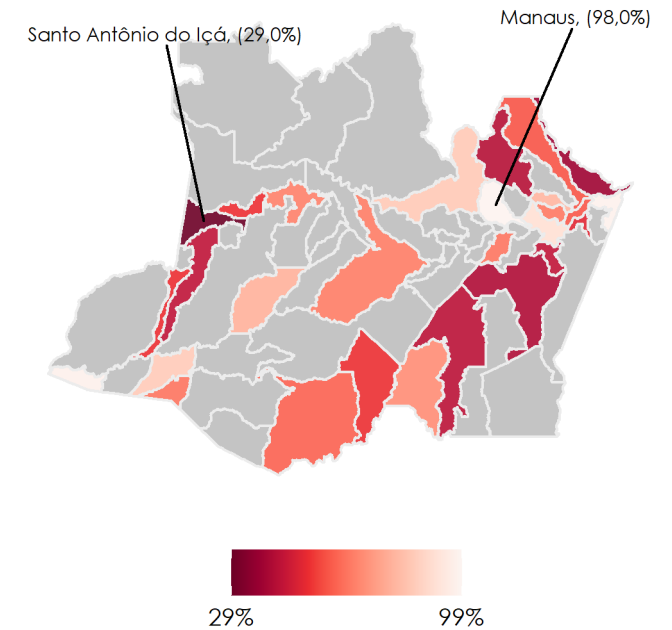 Manaus, (98,0%)
Santo Antônio do Içá, (29,0%)
29%
99%